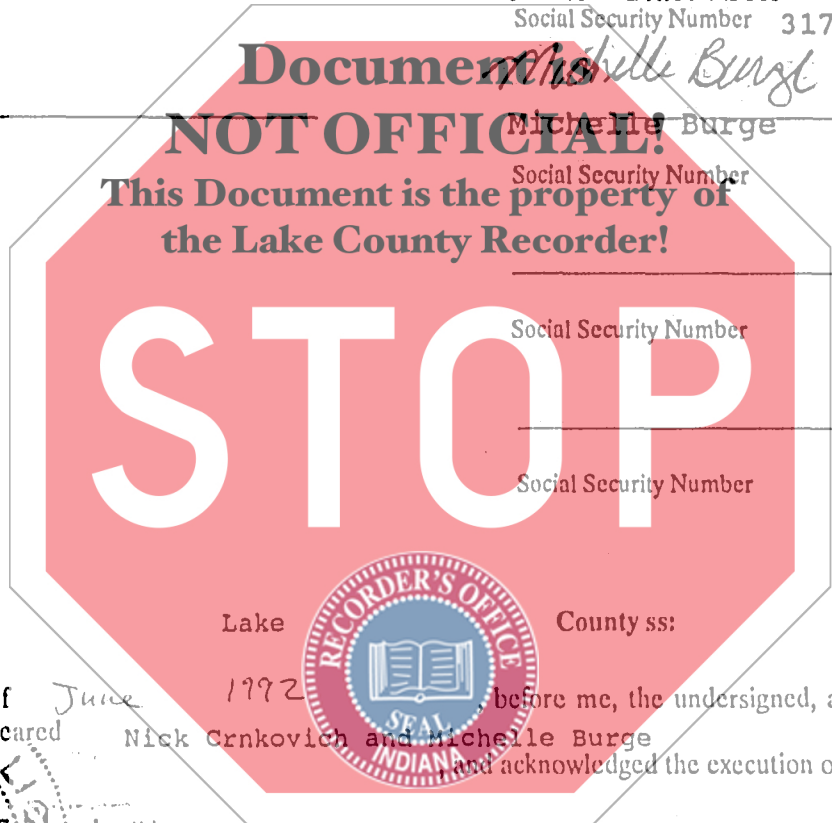 Social Security Number 317
Michelle Burge
Document is
NOT OFFICIAL!
Michelle Burge
This Document is the property of
Social Security Number
the Lake County Recorder!
STOP
Social Security Number
Social Security Number
RECORDER'S OFFICE
SEAL
INDIANA
Lake County ss:
f June 1992, before me, the undersigned, a
eared Nick Crnkovich and Michelle Burge
, and acknowledged the execution o